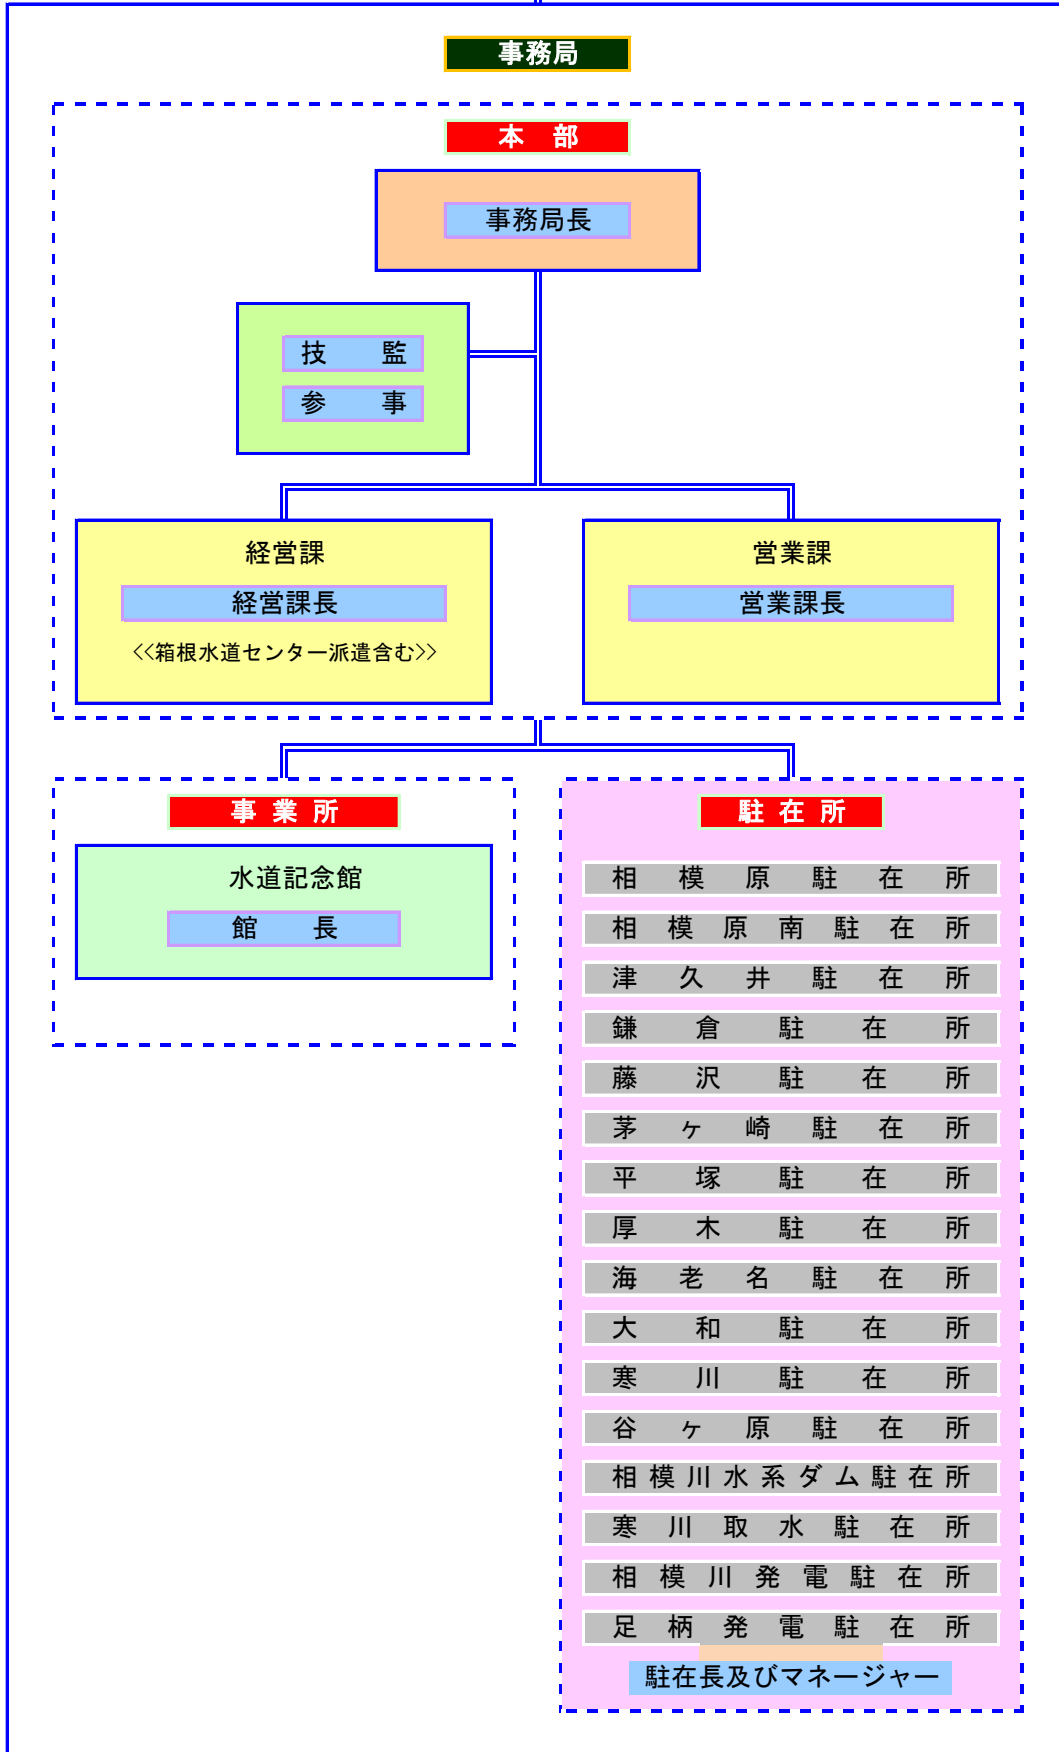 事務局
本　部
事務局長
技　監
参　事
経営課
経営課長
<<箱根水道センター派遣含む>>
営業課
営業課長
事 業 所
水道記念館
館　長
駐 在 所
相模原駐在所
相模原南駐在所
津久井駐在所
鎌倉駐在所
藤沢駐在所
茅ヶ崎駐在所
平塚駐在所
厚木駐在所
海老名駐在所
大和駐在所
寒川駐在所
谷ヶ原駐在所
相模川水系ダム駐在所
寒川取水駐在所
相模川発電駐在所
足柄発電駐在所
駐在長及びマネージャー